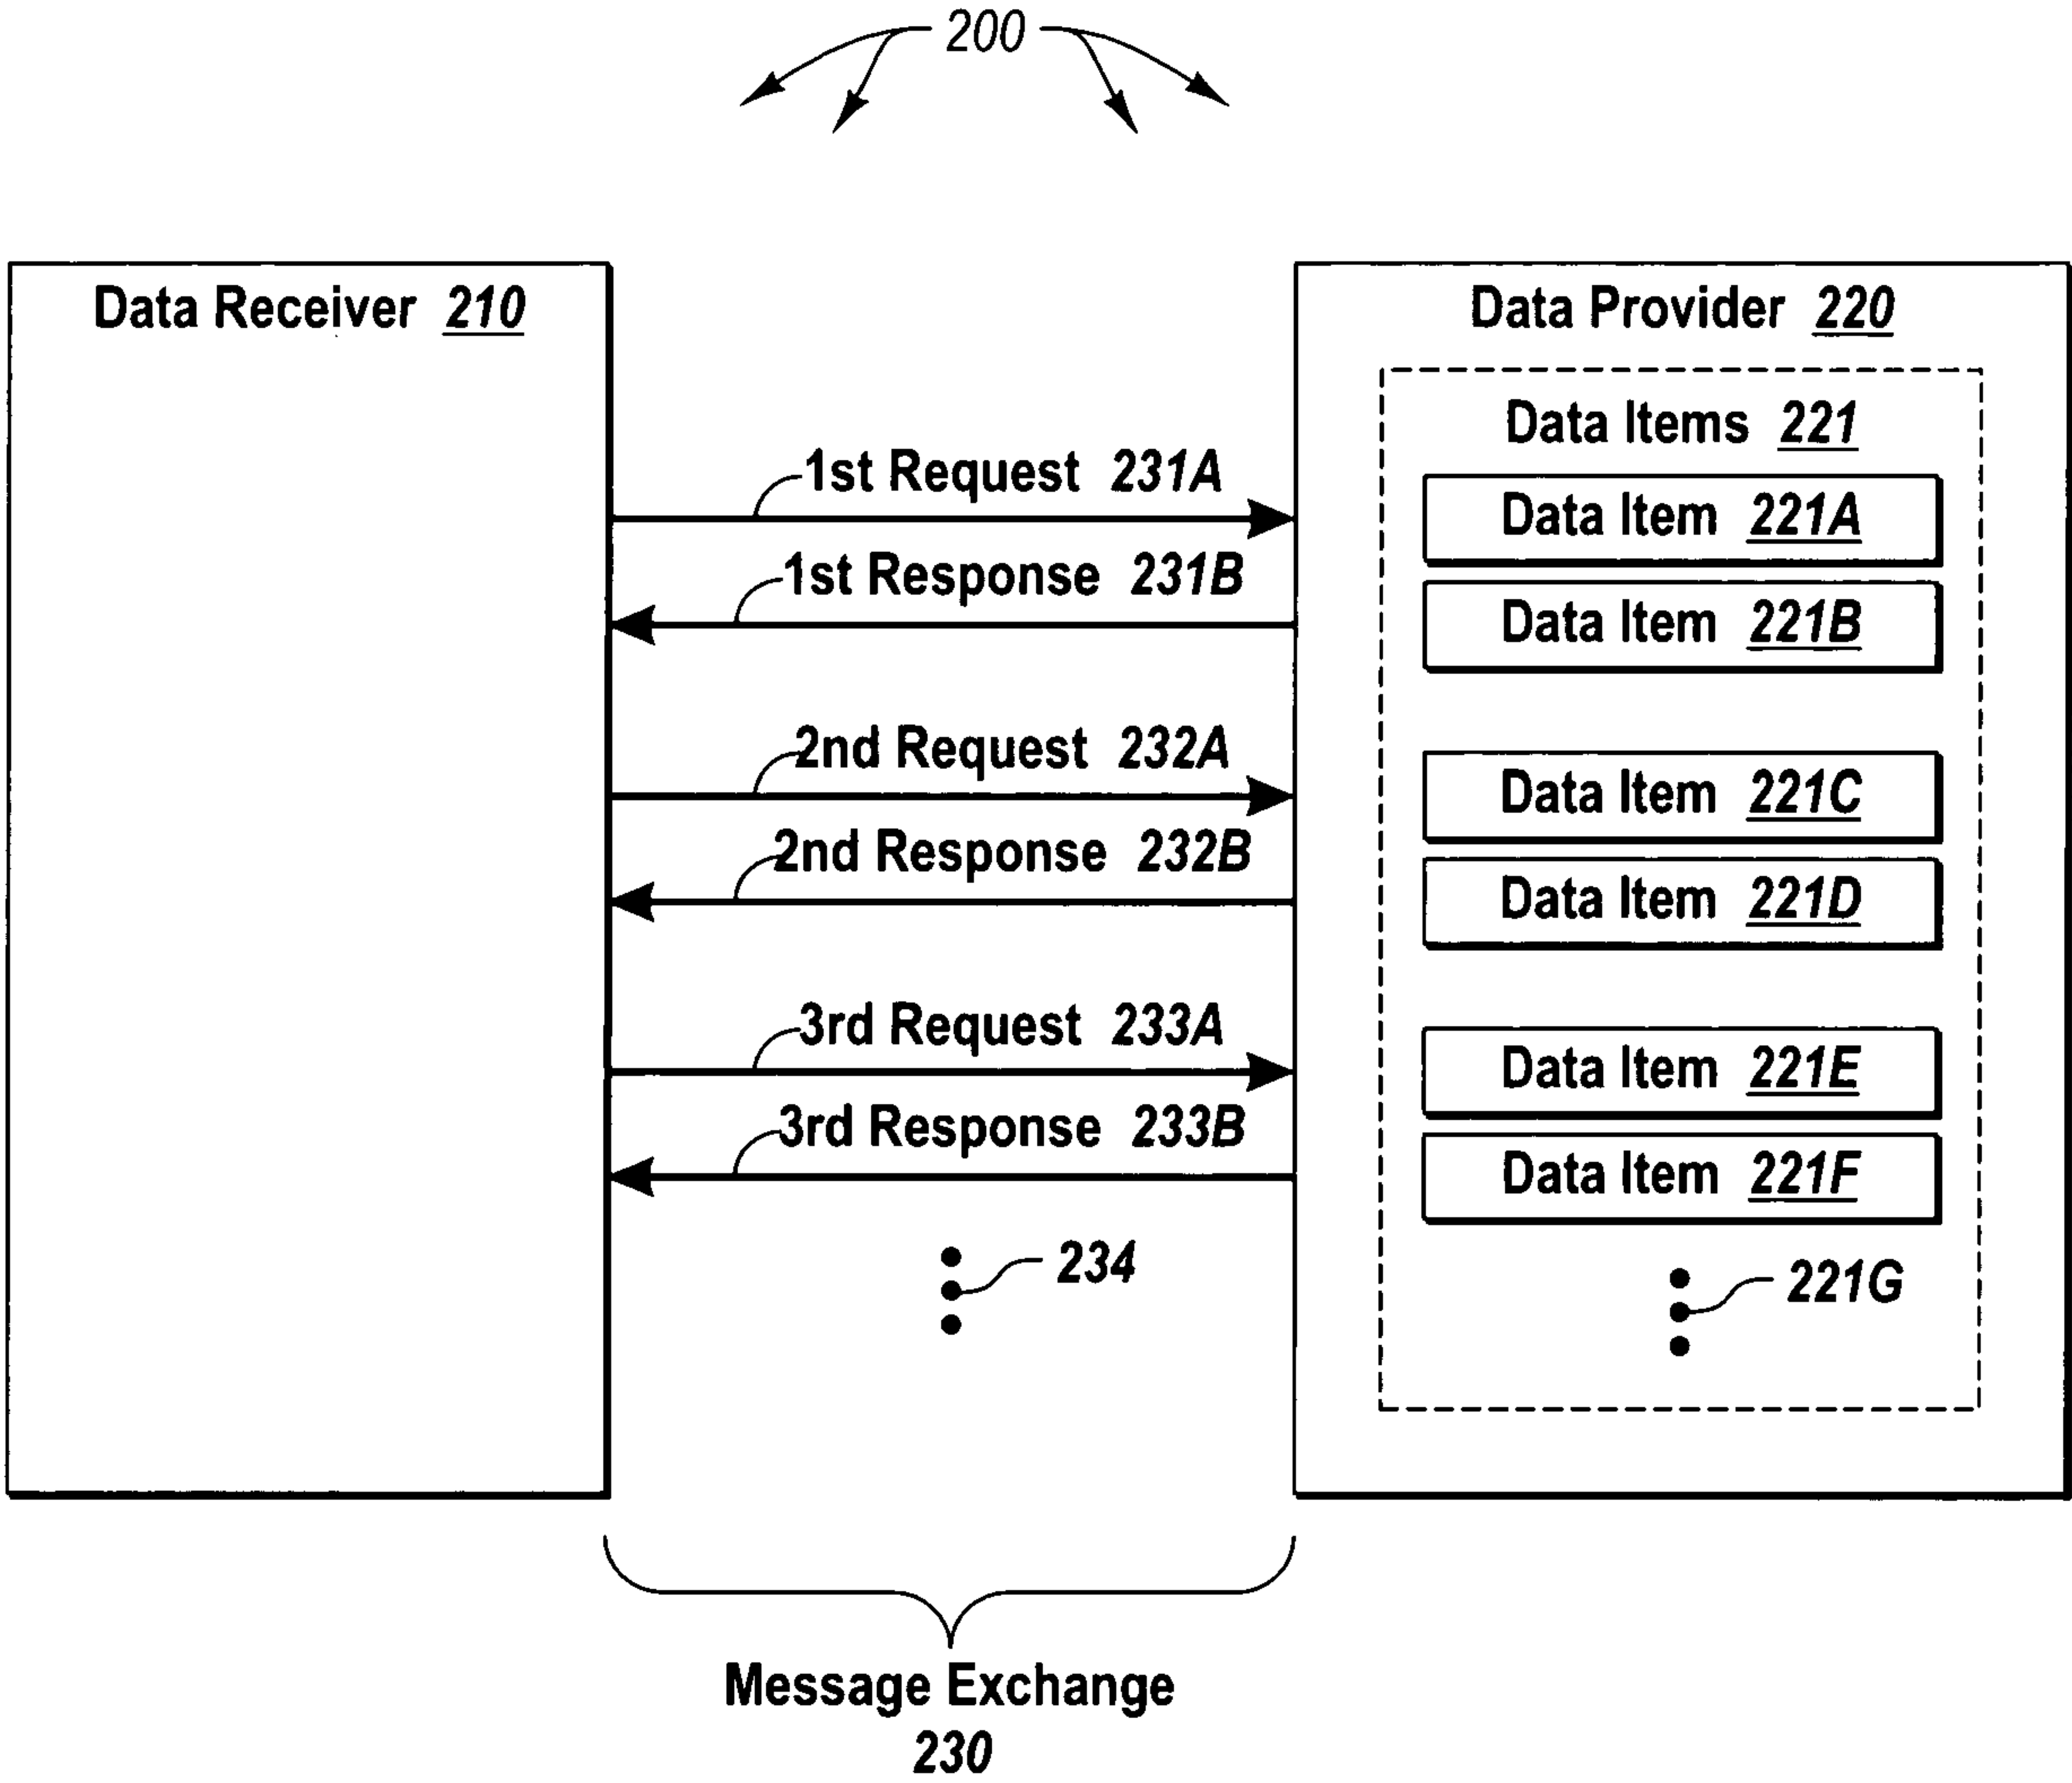 200
Data Receiver 210
Data Provider 220
Data Items 221
1st Request 231A
Data Item 221A
1st Response 231B
Data Item 221B
2nd Request 232A
Data Item 221C
2nd Response 232B
Data Item 221D
3rd Request 233A
Data Item 221E
3rd Response 233B
Data Item 221F
234
221G
Message Exchange
230